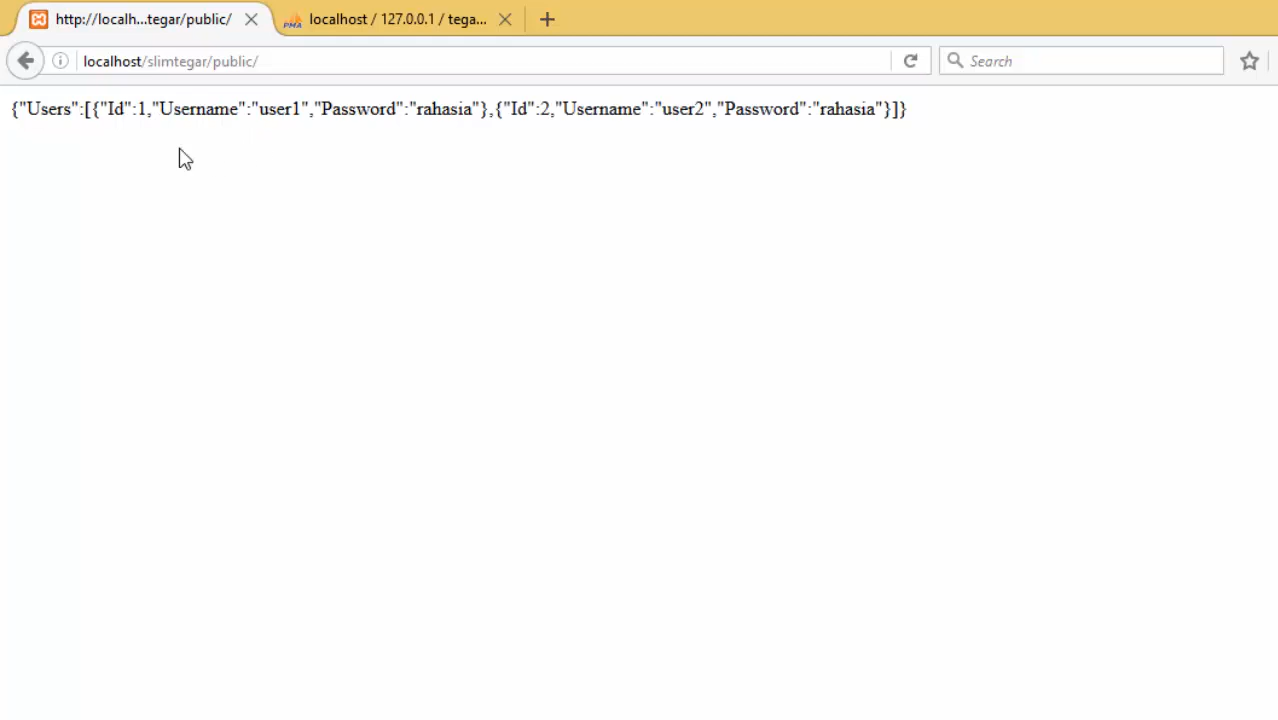 http://localh...tegar/public/
PMA
localhost / 127.0.0.1 / tega...
localhost/slimtegar/public/
Search
{"Users":[{"Id":1,"Username":"user1","Password":"rahasia"},{"Id":2,"Username":"user2","Password":"rahasia"}]}